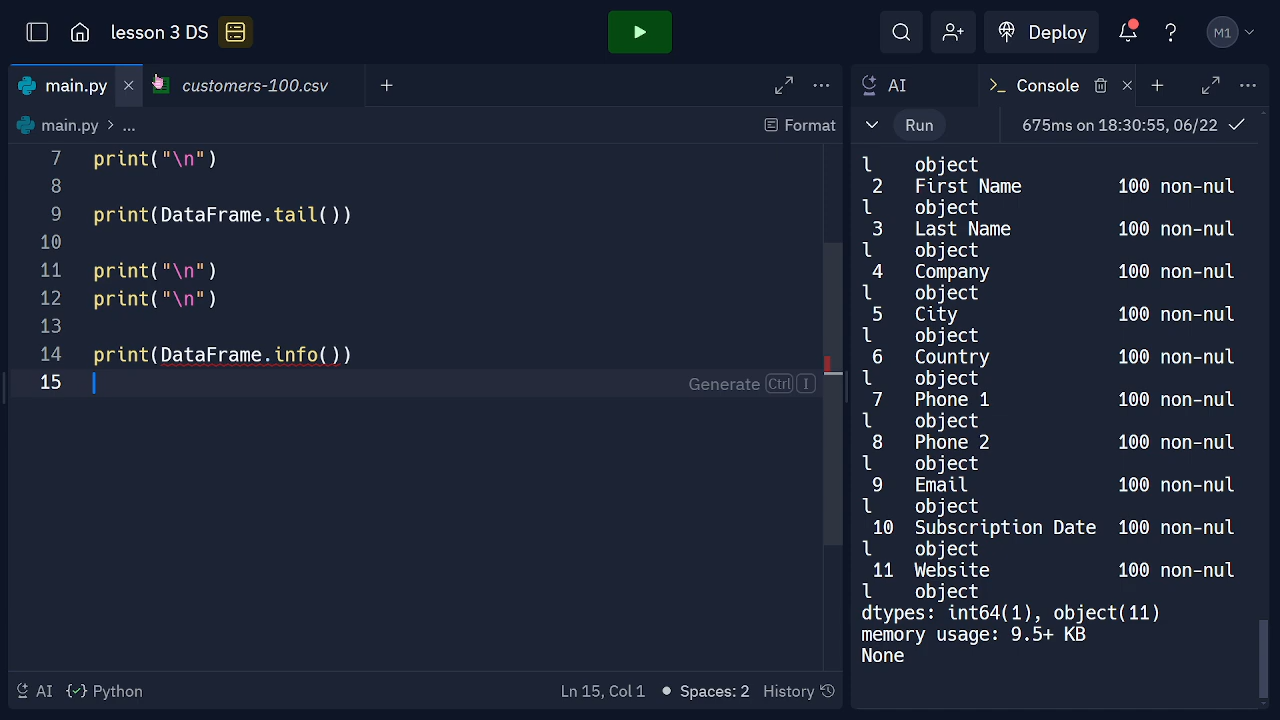 lesson 3 DS
Deploy
M1
main.py
customers-100.csv
AI
Console
main.py > ...
Format
Run
675ms on 18:30:55, 06/22
7 print("\n")
8
9 print(DataFrame.tail())
10
11 print("\n")
12 print("\n")
13
14 print(DataFrame.info())
15
Generate Ctrl I
l object
2 First Name 100 non-nul
l object
3 Last Name 100 non-nul
l object
4 Company 100 non-nul
l object
5 City 100 non-nul
l object
6 Country 100 non-nul
l object
7 Phone 1 100 non-nul
l object
8 Phone 2 100 non-nul
l object
9 Email 100 non-nul
l object
10 Subscription Date 100 non-nul
l object
11 Website 100 non-nul
l object
dtypes: int64(1), object(11)
memory usage: 9.5+ KB
None
AI
Python
Ln 15, Col 1
Spaces: 2
History